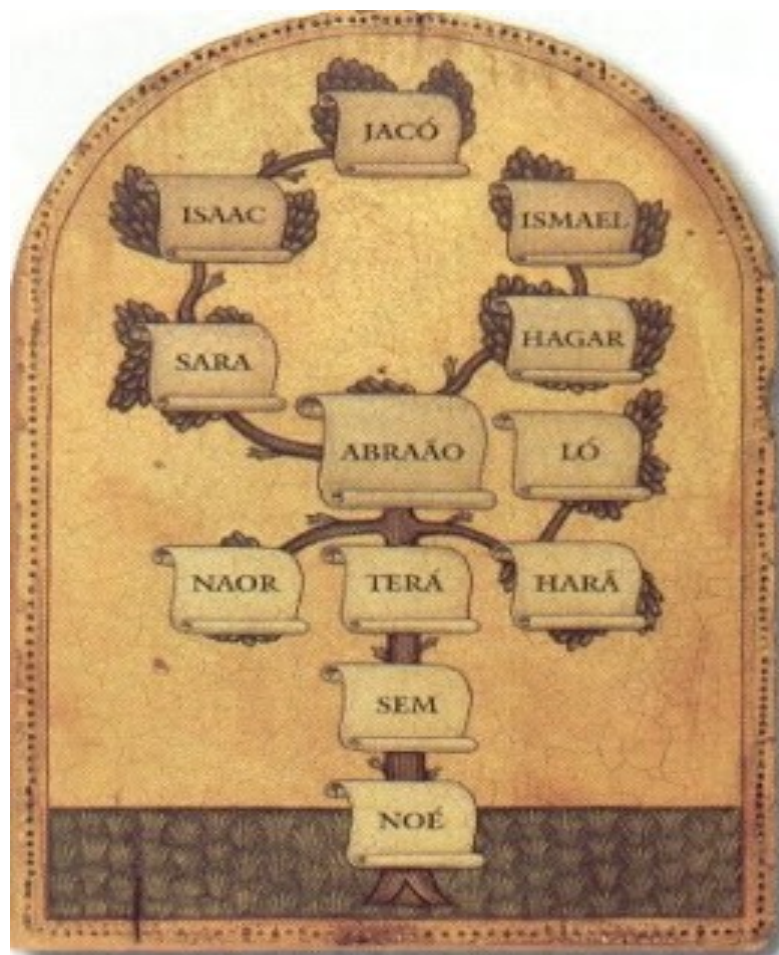 JACÓ
ISAAC
ISMAEL
HAGAR
SARA
ABRAÃO
LÓ
NAOR
TERÁ
HARÃ
SEM
NOÉ